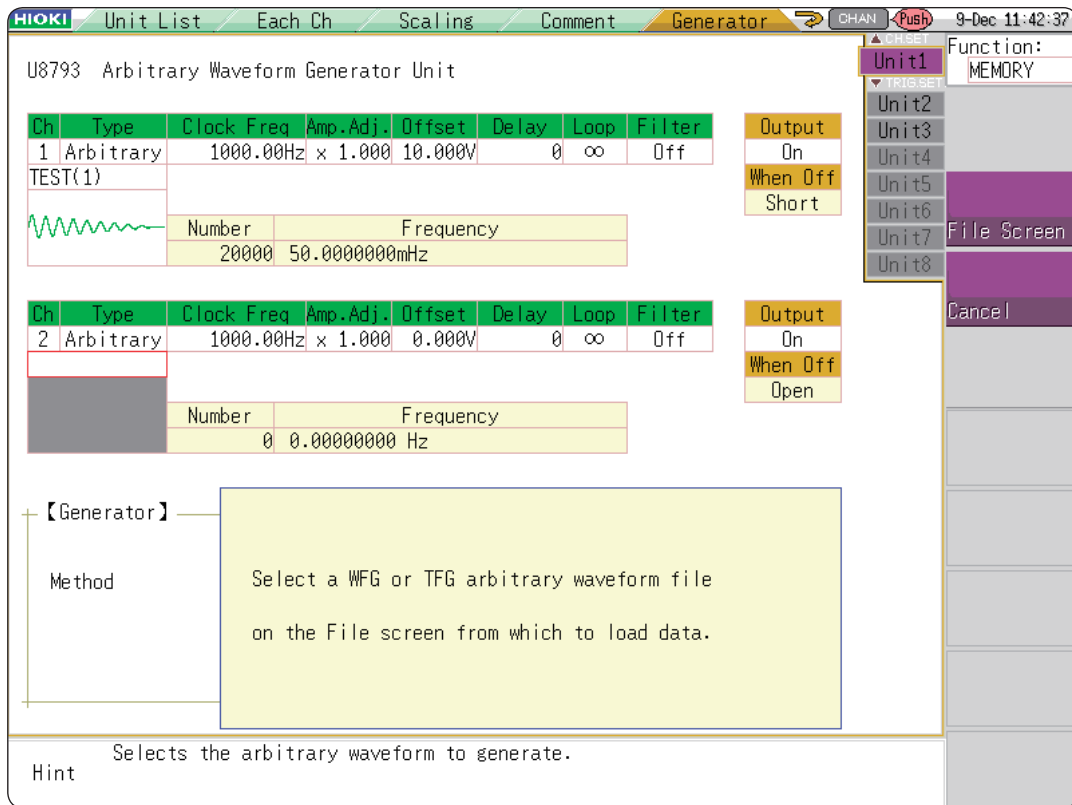 HIOKI Unit List Each Ch Scaling Comment Generator CHAN Push 9-Dec 11:42:37
CH.SET
Function:
Unit1 MEMORY
TRIG.SET
U8793 Arbitrary Waveform Generator Unit
Unit2
Unit3
Unit4
Unit5
Unit6
Unit7
Unit8
Ch Type Clock Freq Amp.Adj. Offset Delay Loop Filter Output
1 Arbitrary 1000.00Hz x 1.000 10.000V 0 ∞ Off On
TEST(1) When Off
Short
Number Frequency
20000 50.0000000mHz
File Screen
Cancel
Ch Type Clock Freq Amp.Adj. Offset Delay Loop Filter Output
2 Arbitrary 1000.00Hz x 1.000 0.000V 0 ∞ Off On
When Off
Open
Number Frequency
0 0.00000000 Hz
【Generator】
Method
Select a WFG or TFG arbitrary waveform file
on the File screen from which to load data.
Selects the arbitrary waveform to generate.
Hint